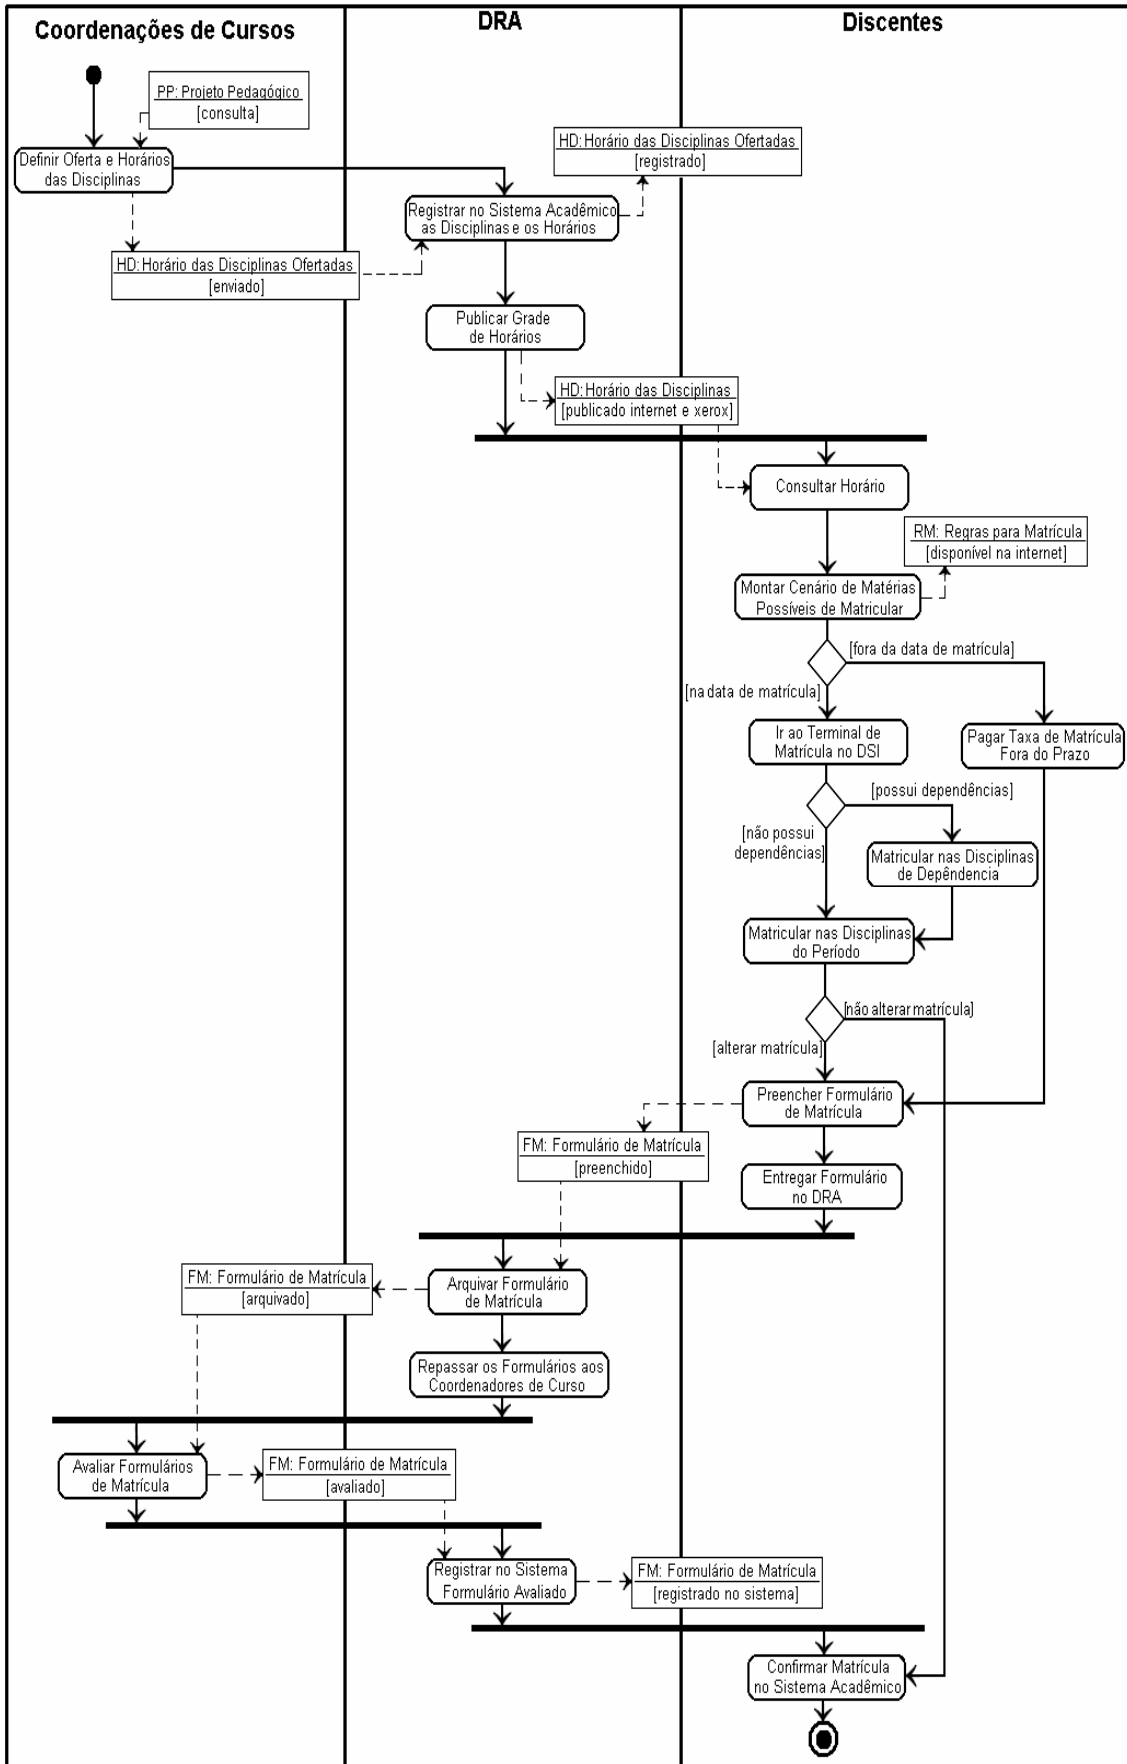 Coordenações de Cursos
DRA
Discentes
PP: Projeto Pedagógico
[consulta]
Definir Oferta e Horários
das Disciplinas
HD: Horário das Disciplinas Ofertadas
[registrado]
Registrar no Sistema Acadêmico
as Disciplinas e os Horários
HD: Horário das Disciplinas Ofertadas
[enviado]
Publicar Grade
de Horários
HD: Horário das Disciplinas
[publicado internet e xerox]
Consultar Horário
RM: Regras para Matrícula
[disponível na internet]
Montar Cenário de Matérias
Possíveis de Matricular
[fora da data de matrícula]
[na data de matrícula]
Ir ao Terminal de
Matrícula no DSI
Pagar Taxa de Matrícula
Fora do Prazo
[possui dependências]
[não possui
dependências]
Matricular nas Disciplinas
de Depêndencia
Matricular nas Disciplinas
do Período
[não alterar matrícula]
[alterar matrícula]
Preencher Formulário
de Matrícula
FM: Formulário de Matrícula
[preenchido]
Entregar Formulário
no DRA
FM: Formulário de Matrícula
[arquivado]
Arquivar Formulário
de Matrícula
Repassar os Formulários aos
Coordenadores de Curso
Avaliar Formulários
de Matrícula
FM: Formulário de Matrícula
[avaliado]
Registrar no Sistema
Formulário Avaliado
FM: Formulário de Matrícula
[registrado no sistema]
Confirmar Matrícula
no Sistema Acadêmico